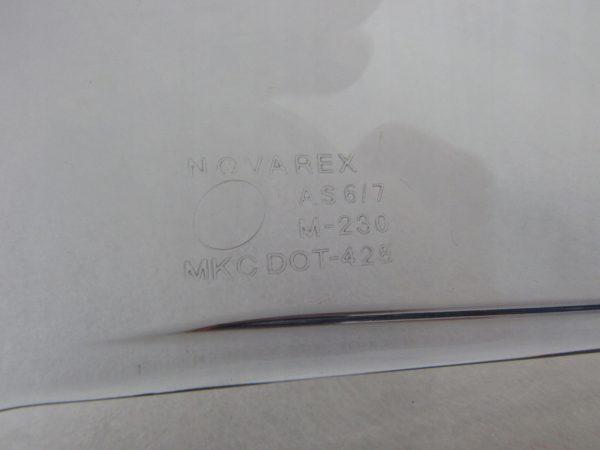 NOVAREX
AS6/7
M-230
MKC DOT-428